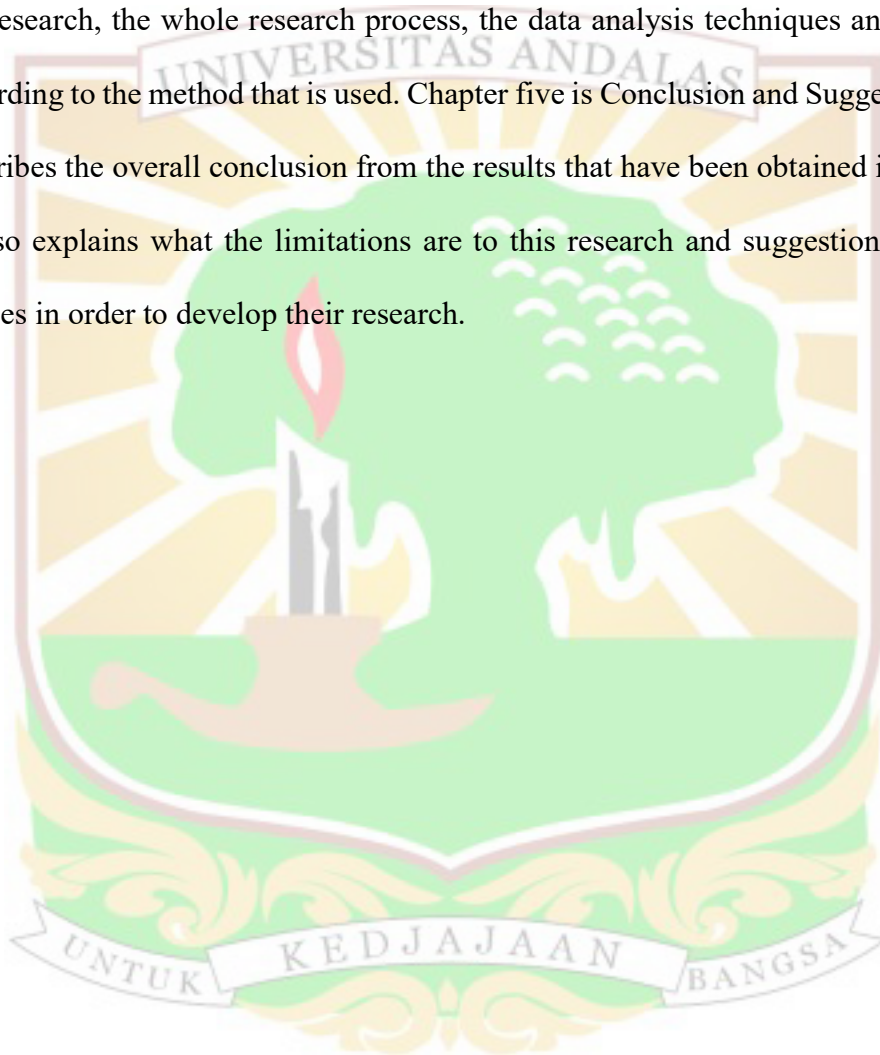 esearch, the whole research process, the data analysis techniques an
UNIVERSITAS ANDALAS
rding to the method that is used. Chapter five is Conclusion and Sugge
ribes the overall conclusion from the results that have been obtained i
so explains what the limitations are to this research and suggestion
es in order to develop their research.
UNTUK KEDJAJAAN BANGSA